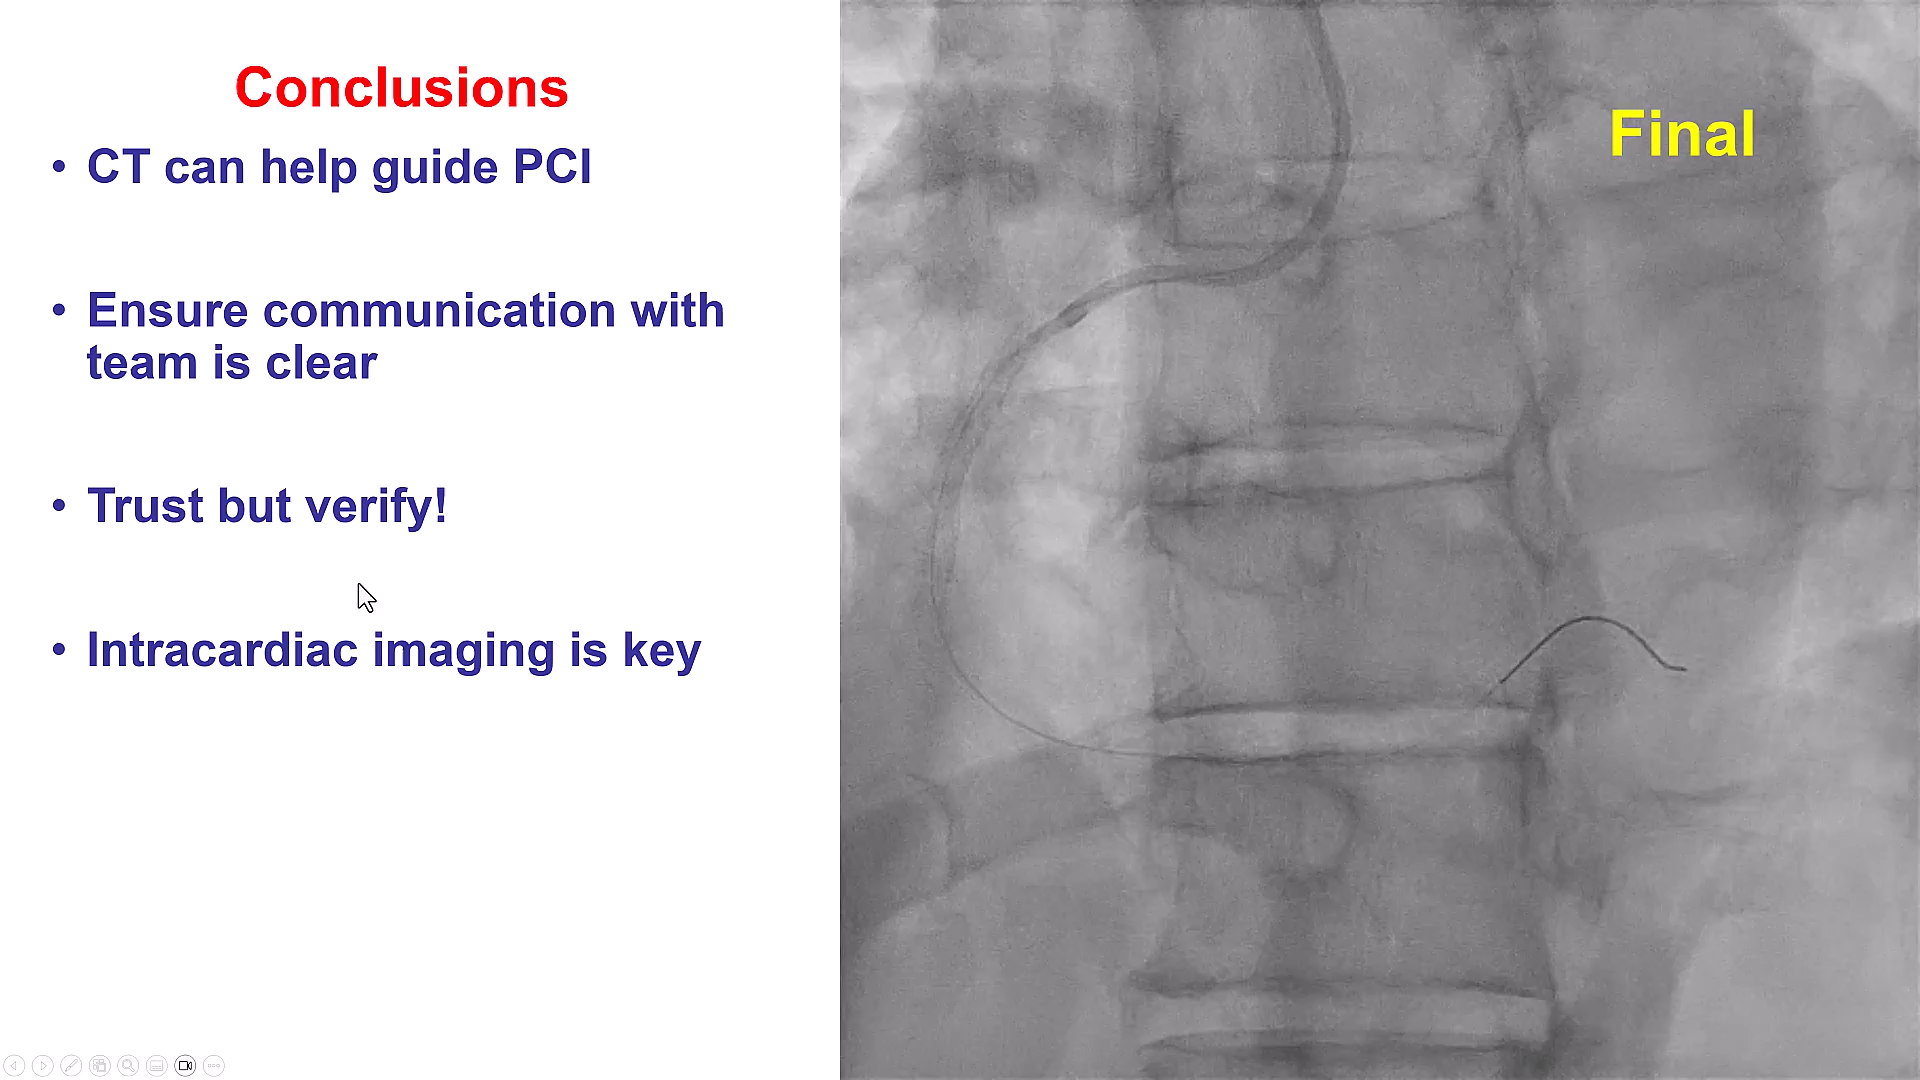 Conclusions
• CT can help guide PCI
• Ensure communication with
team is clear
• Trust but verify!
• Intracardiac imaging is key
Final